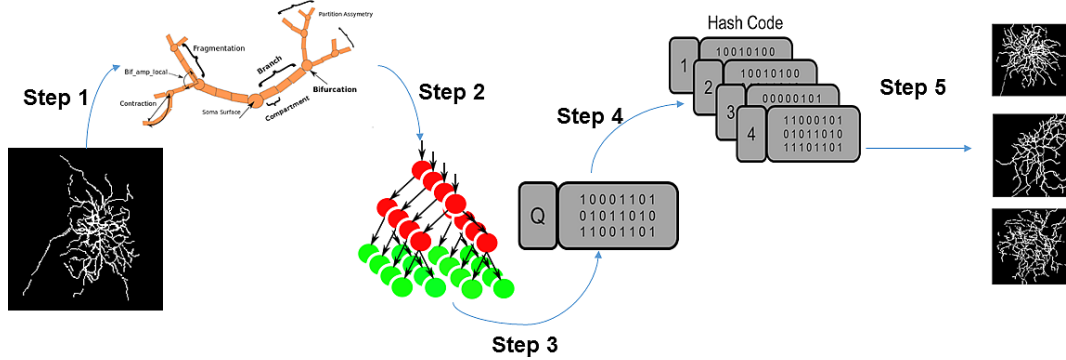 Partition Assymetry
Fragmentation
Bif_amp_local
Branch
Bifurcation
Contraction
Soma Surface
Compartment
Step 1
Step 2
Step 3
Q
10001101
01011010
11001101
Step 4
Hash Code
1
10010100
2
10010100
3
00000101
4
11000101
01011010
11101101
Step 5